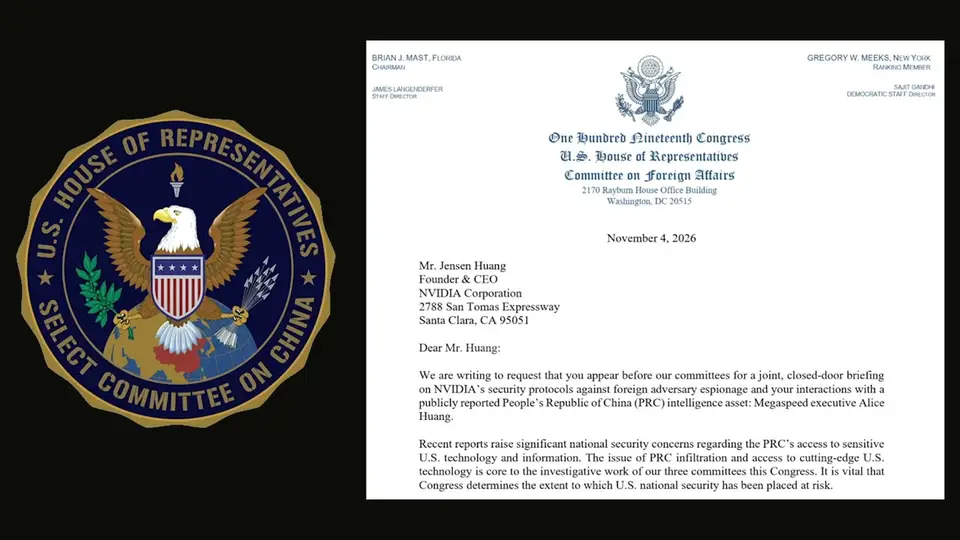 U.S. HOUSE OF REPRESENTATIVES
SELECT COMMITTEE ON CHINA
BRIAN J. MAST, FLORIDA
CHAIRMAN
JAMES LANGENDERFER
STAFF DIRECTOR
GREGORY W. MEEKS, NEW YORK
RANKING MEMBER
SAJIT GANDHI
DEMOCRATIC STAFF DIRECTOR
One Hundred Nineteenth Congress
U.S. House of Representatives
Committee on Foreign Affairs
2170 Rayburn House Office Building
Washington, DC 20515
November 4, 2026
Mr. Jensen Huang
Founder & CEO
NVIDIA Corporation
2788 San Tomas Expressway
Santa Clara, CA 95051
Dear Mr. Huang:
We are writing to request that you appear before our committees for a joint, closed-door briefing
on NVIDIA's security protocols against foreign adversary espionage and your interactions with a
publicly reported People's Republic of China (PRC) intelligence asset: Megaspeed executive Alice
Huang.
Recent reports raise significant national security concerns regarding the PRC's access to sensitive
U.S. technology and information. The issue of PRC infiltration and access to cutting-edge U.S.
technology is core to the investigative work of our three committees this Congress. It is vital that
Congress determines the extent to which U.S. national security has been placed at risk.